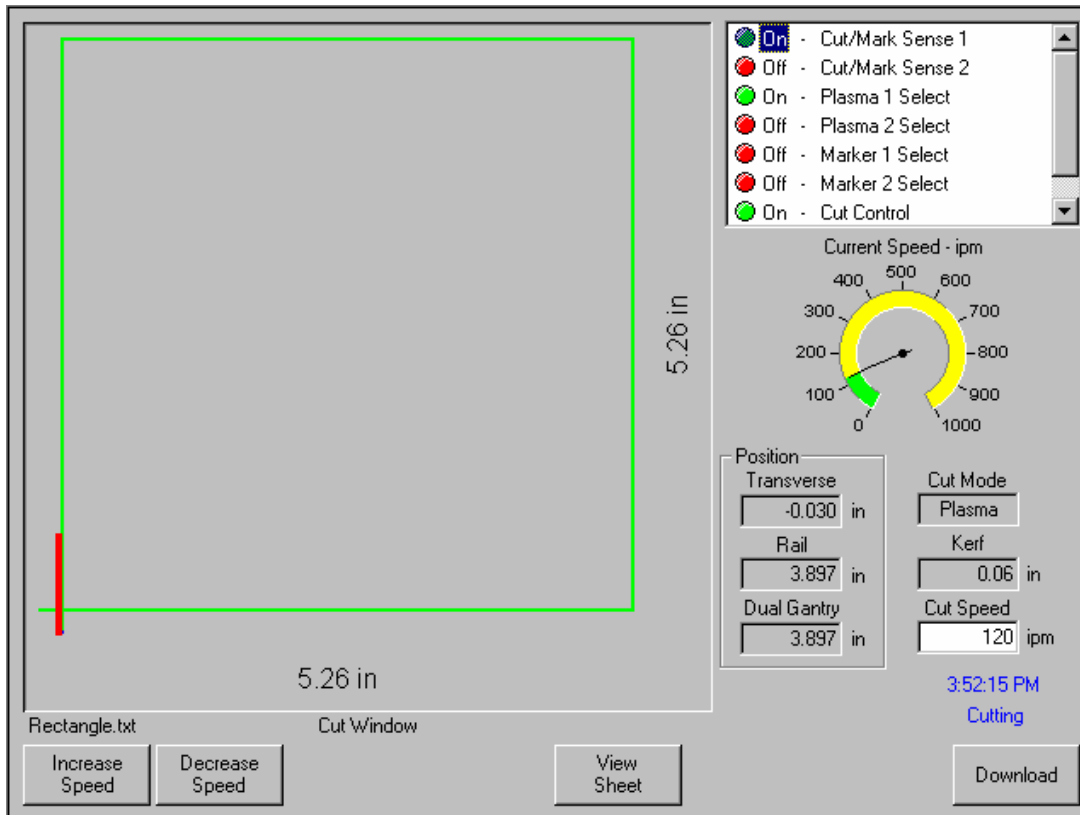 On - Cut/Mark Sense 1
Off - Cut/Mark Sense 2
On - Plasma 1 Select
Off - Plasma 2 Select
Off - Marker 1 Select
Off - Marker 2 Select
On - Cut Control
5.26 in
5.26 in
Rectangle.txt
Cut Window
Current Speed - ipm
0
100
200
300
400
500
600
700
800
900
1000
Position
Transverse
-0.030 in
Rail
3.897 in
Dual Gantry
3.897 in
Cut Mode
Plasma
Kerf
0.06 in
Cut Speed
120 ipm
3:52:15 PM
Cutting
Increase
Speed
Decrease
Speed
View
Sheet
Download